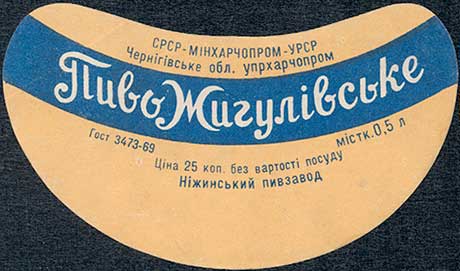 СРСР-МІНХАРЧОПРОМ-УРСР
Чернігівське обл. упрхарчопром
Пиво Жигулівське
Гост 3473-69
містк. 0,5 л
Ціна 25 коп. без вартості посуду
Ніжинський пивзавод